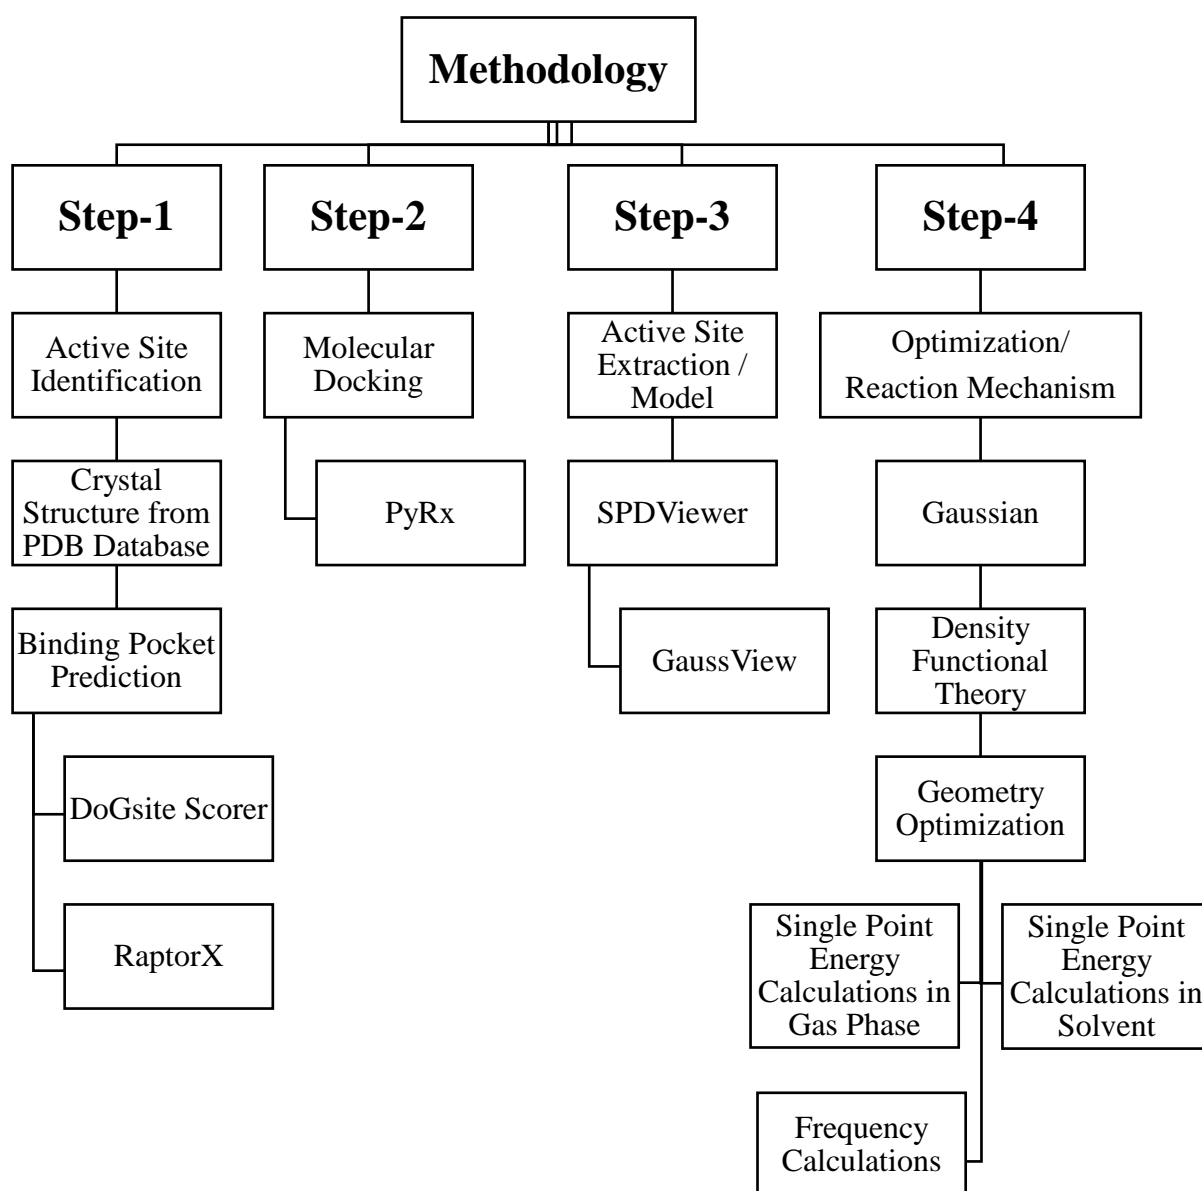 Methodology
Step-1
Step-2
Step-3
Step-4
Active Site
Identification
Molecular
Docking
Active Site
Extraction /
Model
Optimization/
Reaction Mechanism
Crystal
Structure from
PDB Database
PyRx
SPDViewer
Gaussian
Binding Pocket
Prediction
GaussView
Density
Functional
Theory
DoGsite Scorer
Geometry
Optimization
RaptorX
Single Point
Energy
Calculations in
Gas Phase
Single Point
Energy
Calculations in
Solvent
Frequency
Calculations